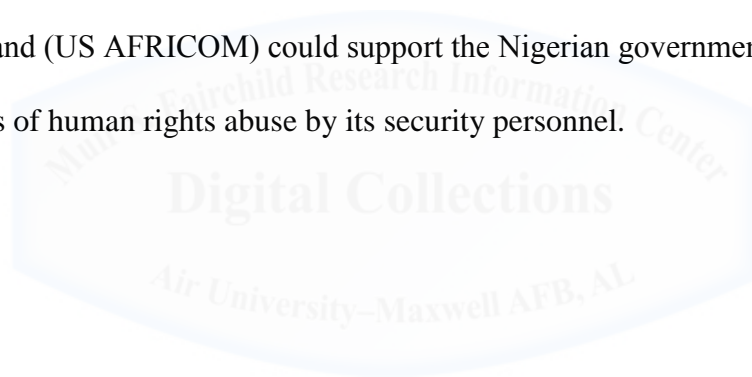 and (US AFRICOM) could support the Nigerian
s of human rights abuse by its security personnel.
Muir S. Fairchild Research Information Center
Digital Collections
Air University–Maxwell AFB, AL